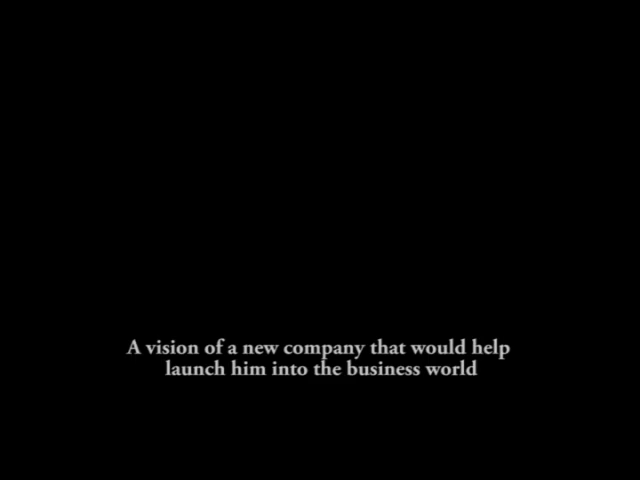 A vision of a new company that would help
launch him into the business world